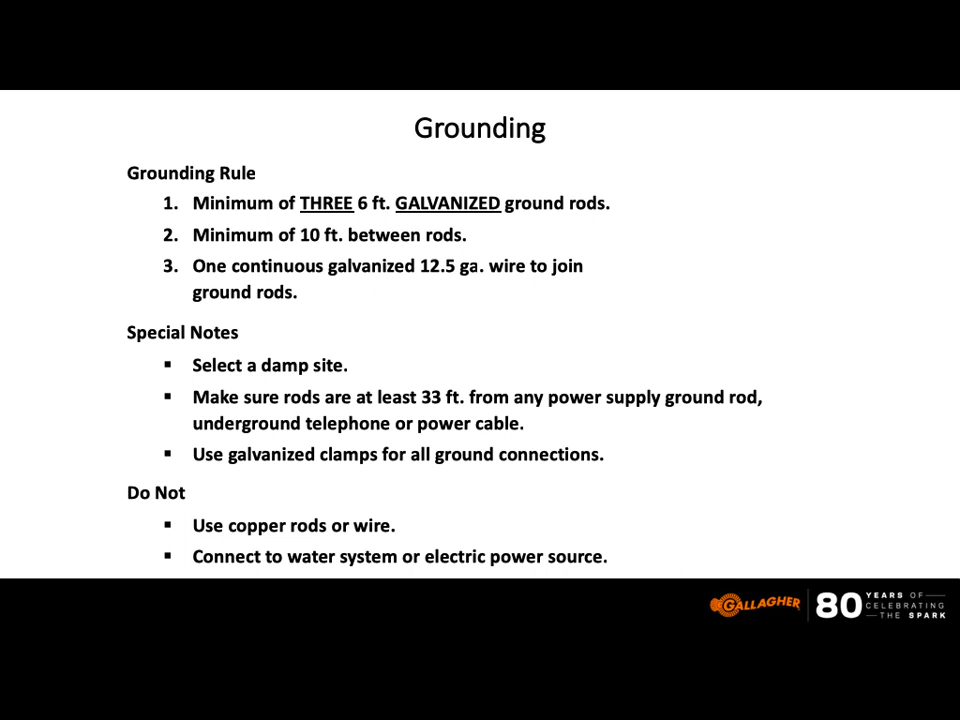 Grounding
Grounding Rule
1. Minimum of THREE 6 ft. GALVANIZED ground rods.
2. Minimum of 10 ft. between rods.
3. One continuous galvanized 12.5 ga. wire to join
ground rods.
Special Notes
▪ Select a damp site.
▪ Make sure rods are at least 33 ft. from any power supply ground rod,
underground telephone or power cable.
▪ Use galvanized clamps for all ground connections.
Do Not
▪ Use copper rods or wire.
▪ Connect to water system or electric power source.
GALLAGHER
80
YEARS OF
CELEBRATING
THE SPARK